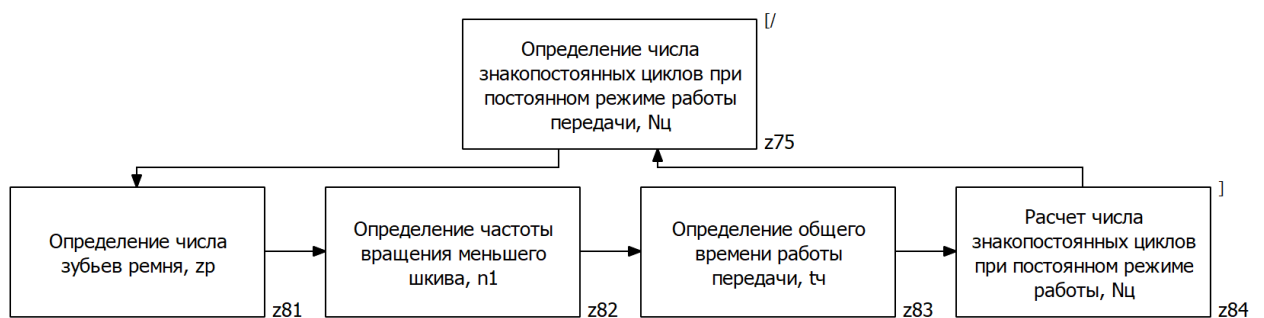 [/
Определение числа
знакопостоянных циклов при
постоянном режиме работы
передачи, Nц
z75
Определение числа
зубьев ремня, zр
z81
Определение частоты
вращения меньшего
шкива, n1
z82
Определение общего
времени работы
передачи, tч
z83
]
Расчет числа
знакопостоянных циклов
при постоянном режиме
работы, Nц
z84